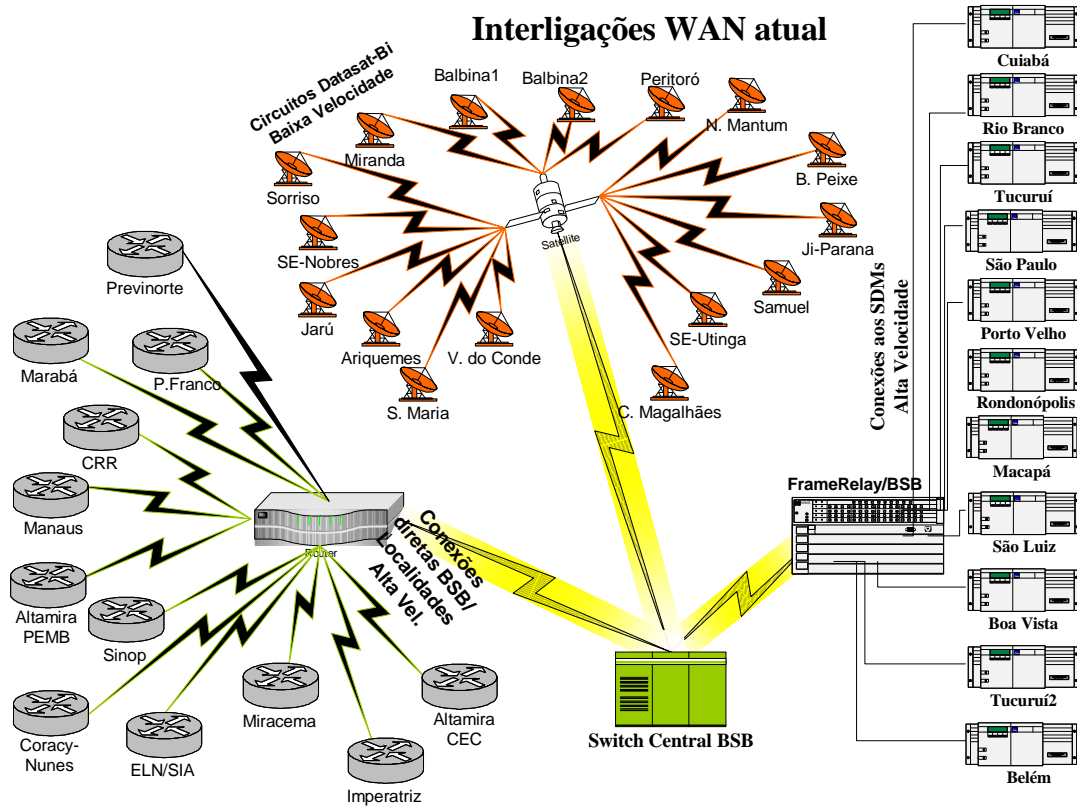 Interligações WAN atual
Circuitos Datasat-Bi
Baixa Velocidade
Balbina1
Balbina2
Peritoró
N. Mantum
Miranda
B. Peixe
Sorriso
Ji-Parana
SE-Nobres
Satellite
Samuel
Jarú
Ariquemes
V. do Conde
SE-Utinga
S. Maria
C. Magalhães
Previnorte
Marabá
P.Franco
CRR
Manaus
Altamira
PEMB
Sinop
Coracy-
Nunes
ELN/SIA
Miracema
Imperatriz
Altamira
CEC
Router
Conexões
diretas BSB/
Localidades
Alta Vel.
Switch Central BSB
FrameRelay/BSB
Conexões aos SDMs
Alta Velocidade
Cuiabá
Rio Branco
Tucuruí
São Paulo
Porto Velho
Rondonópolis
Macapá
São Luiz
Boa Vista
Tucuruí2
Belém